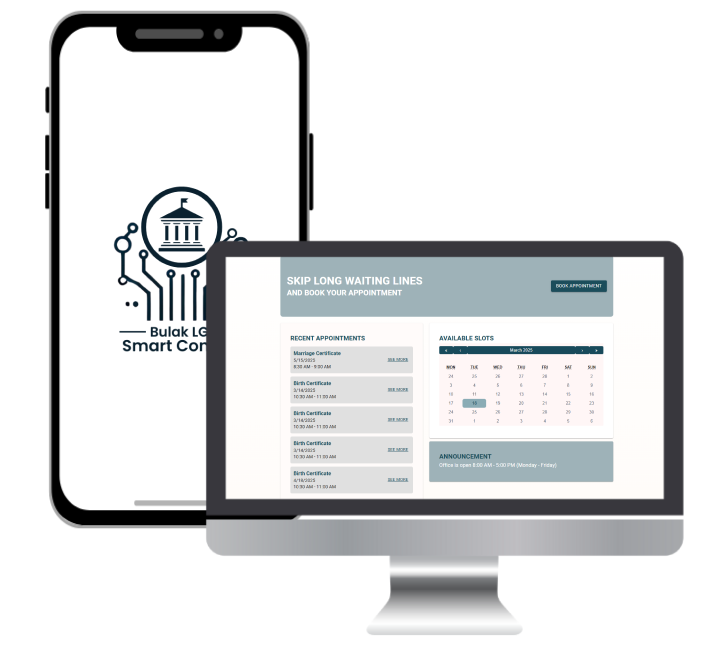 Bulak LG
Smart Con
SKIP LONG WAITING LINES
AND BOOK YOUR APPOINTMENT
BOOK APPOINTMENT
RECENT APPOINTMENTS
Marriage Certificate
5/15/2025
8:30 AM - 9:00 AM
SEE MORE
Birth Certificate
3/14/2025
10:30 AM - 11:00 AM
SEE MORE
Birth Certificate
3/14/2025
10:30 AM - 11:00 AM
SEE MORE
Birth Certificate
3/14/2025
10:30 AM - 11:00 AM
SEE MORE
Birth Certificate
4/19/2025
10:30 AM - 11:00 AM
SEE MORE
AVAILABLE SLOTS
« ‹ March 2025 › »
MON TUE WED THU FRI SAT SUN
24 25 26 27 28 1 2
3 4 5 6 7 8 9
10 11 12 13 14 15 16
17 18 19 20 21 22 23
24 25 26 27 28 29 30
31 1 2 3 4 5 6
ANNOUNCEMENT
Office is open 8:00 AM - 5:00 PM (Monday - Friday)